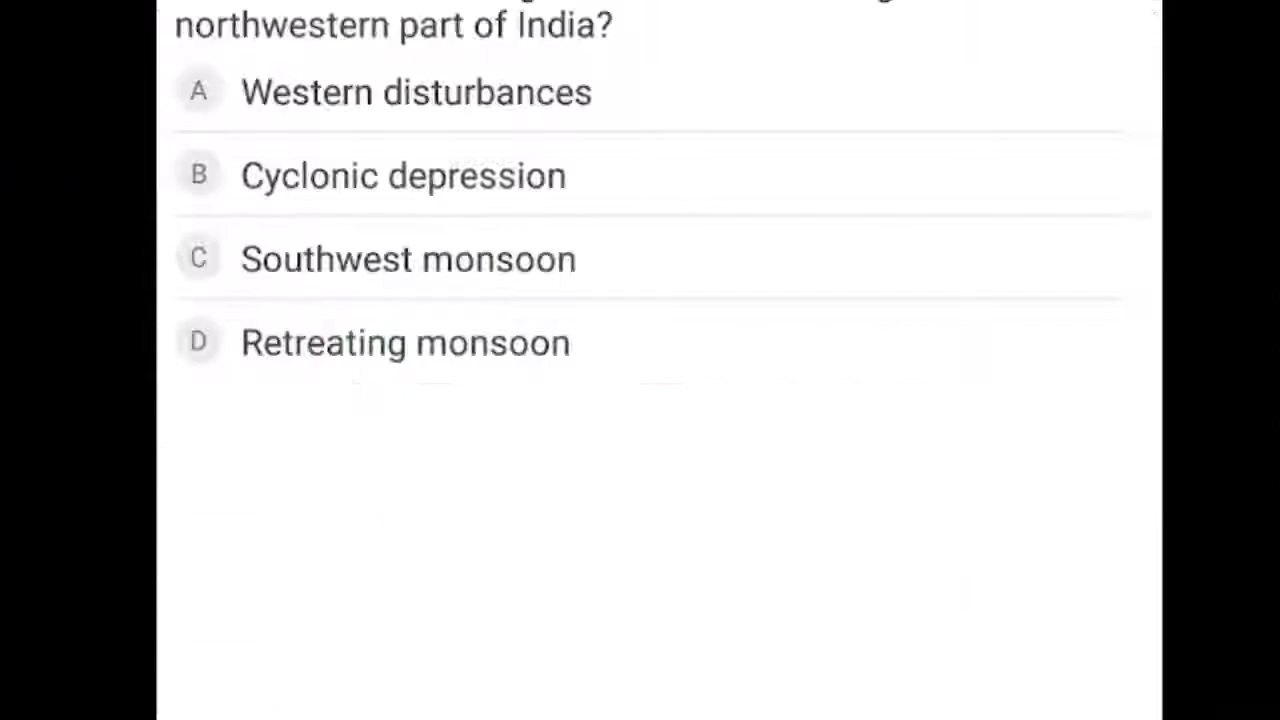 northwestern part of India?
A Western disturbances
B Cyclonic depression
C Southwest monsoon
D Retreating monsoon